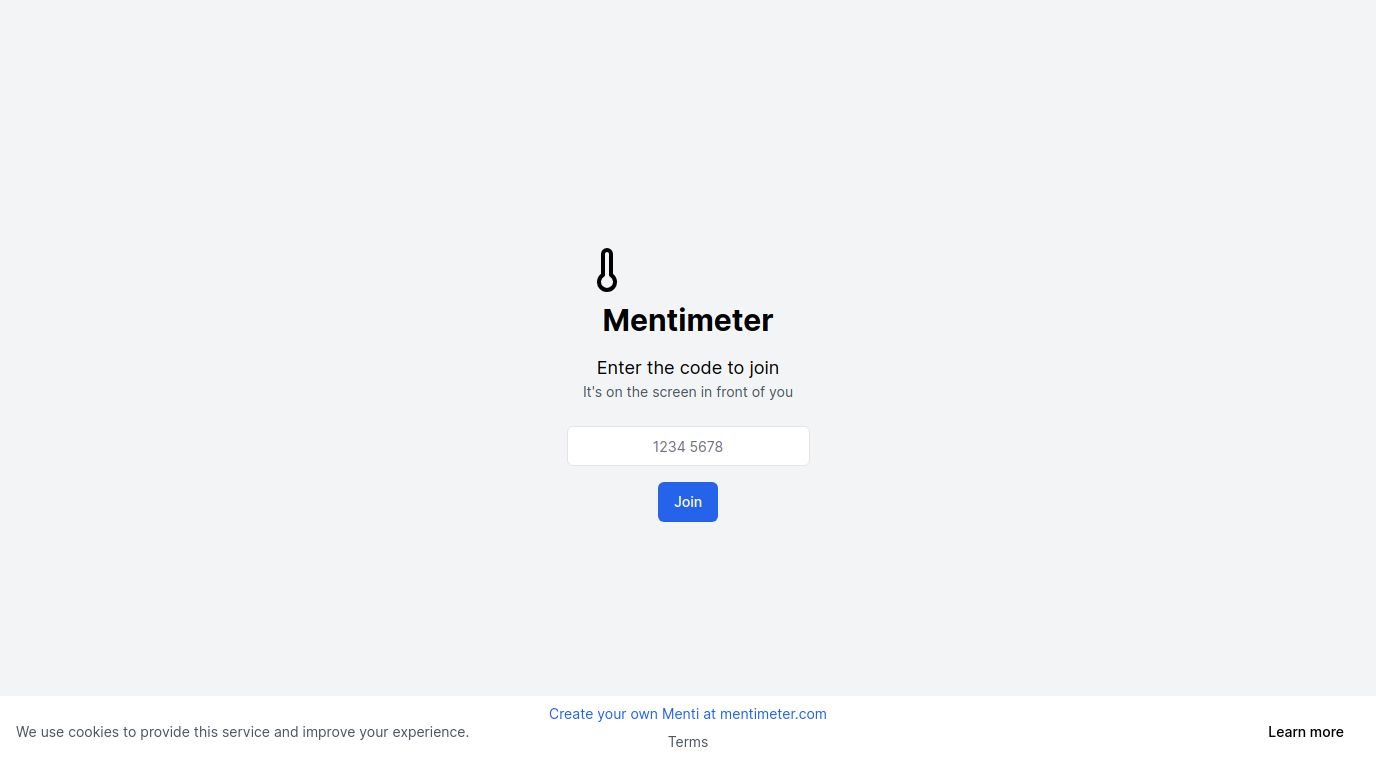 Mentimeter
Enter the code to join
It's on the screen in front of you
1234 5678
Join
Create your own Menti at mentimeter.com
We use cookies to provide this service and improve your experience.
Terms
Learn more